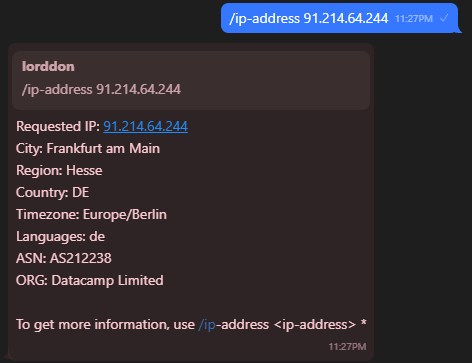 /ip-address 91.214.64.244 11:27PM
lorddon
/ip-address 91.214.64.244
Requested IP: 91.214.64.244
City: Frankfurt am Main
Region: Hesse
Country: DE
Timezone: Europe/Berlin
Languages: de
ASN: AS212238
ORG: Datacamp Limited
To get more information, use /ip-address <ip-address> *
11:27PM